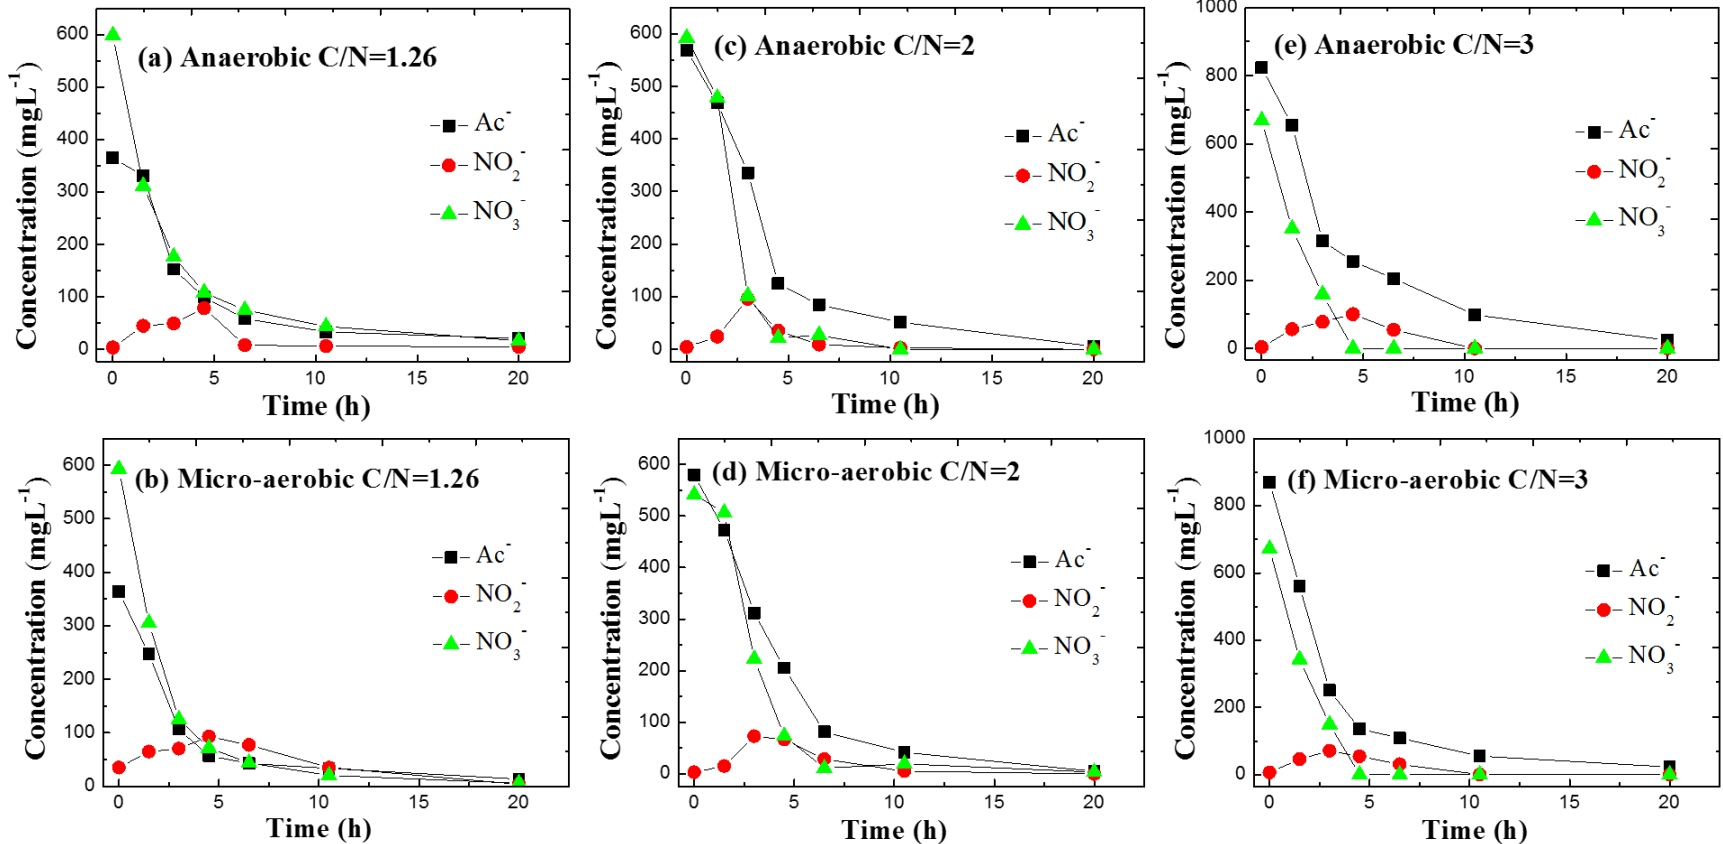 (a) Anaerobic C/N=1.26
Concentration (mgL⁻¹)
600
500
400
300
200
100
0
Ac⁻
NO₂⁻
NO₃⁻
0 5 10 15 20
Time (h)
(c) Anaerobic C/N=2
Concentration (mgL⁻¹)
600
500
400
300
200
100
0
Ac⁻
NO₂⁻
NO₃⁻
0 5 10 15 20
Time (h)
(e) Anaerobic C/N=3
Concentration (mgL⁻¹)
1000
800
600
400
200
0
Ac⁻
NO₂⁻
NO₃⁻
0 5 10 15 20
Time (h)
(b) Micro-aerobic C/N=1.26
Concentration (mgL⁻¹)
600
500
400
300
200
100
0
Ac⁻
NO₂⁻
NO₃⁻
0 5 10 15 20
Time (h)
(d) Micro-aerobic C/N=2
Concentration (mgL⁻¹)
600
500
400
300
200
100
0
Ac⁻
NO₂⁻
NO₃⁻
0 5 10 15 20
Time (h)
(f) Micro-aerobic C/N=3
Concentration (mgL⁻¹)
1000
800
600
400
200
0
Ac⁻
NO₂⁻
NO₃⁻
0 5 10 15 20
Time (h)